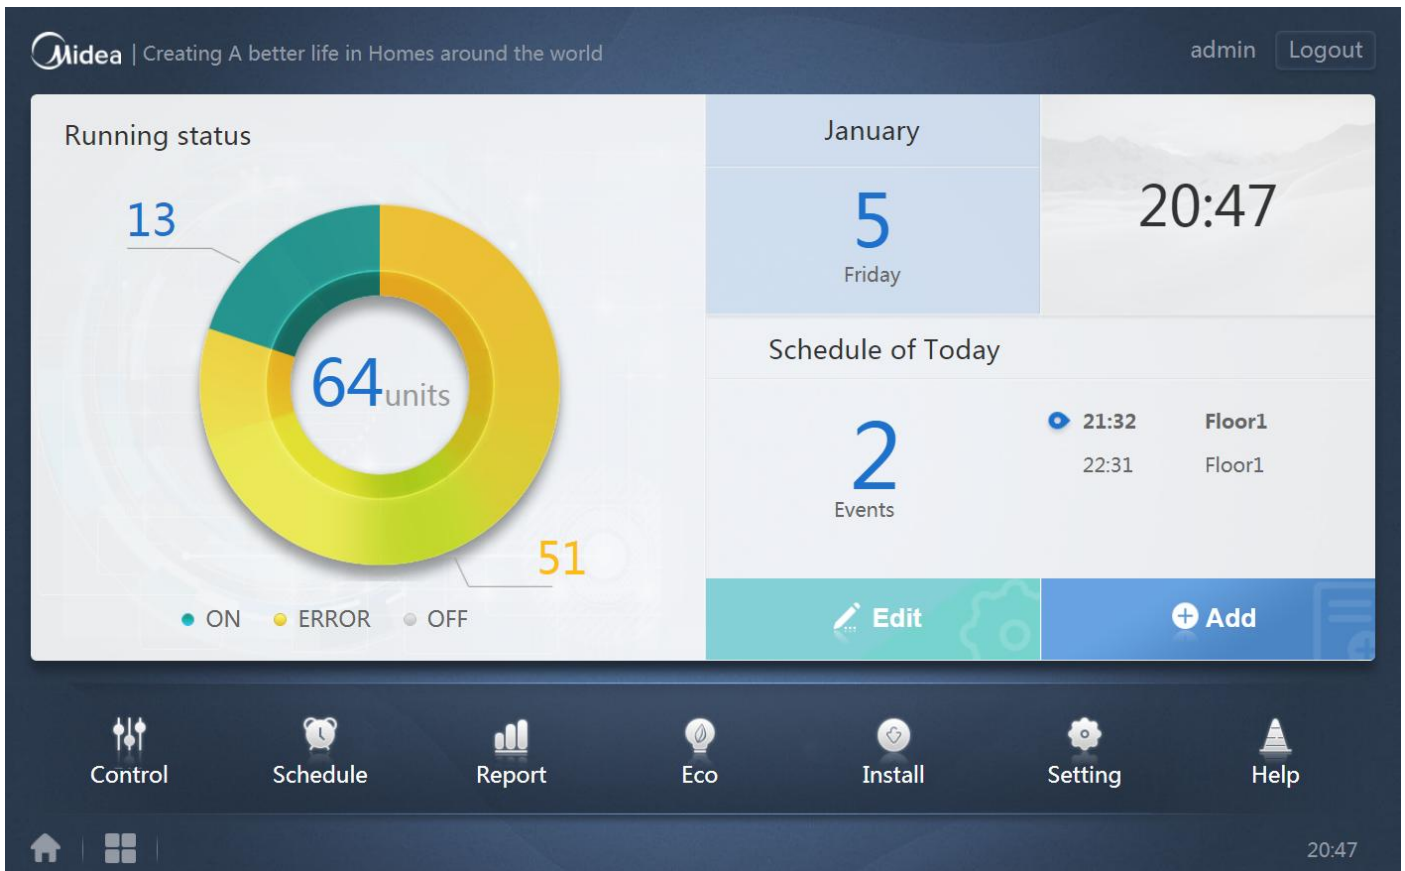 Midea | Creating A better life in Homes around the world
admin Logout
Running status
13
64 units
51
ON ERROR OFF
January
5
Friday
20:47
Schedule of Today
2
Events
21:32 Floor1
22:31 Floor1
Edit
Add
Control Schedule Report Eco Install Setting Help
20:47